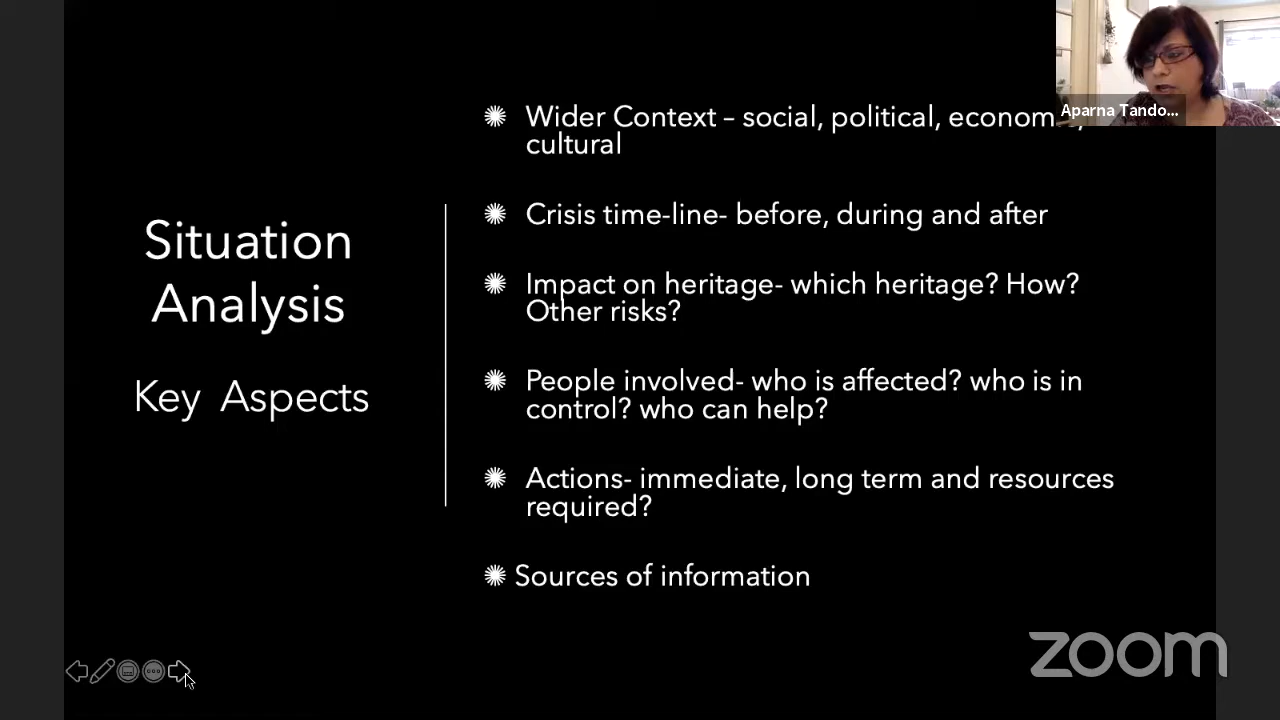 Situation
Analysis
Key Aspects
Wider Context – social, political,
cultural
Crisis time-line- before, during and after
Impact on heritage- which heritage? How?
Other risks?
People involved- who is affected? who is in
control? who can help?
Actions- immediate, long term and resources
required?
Sources of information
Aparna Tando...
zoom